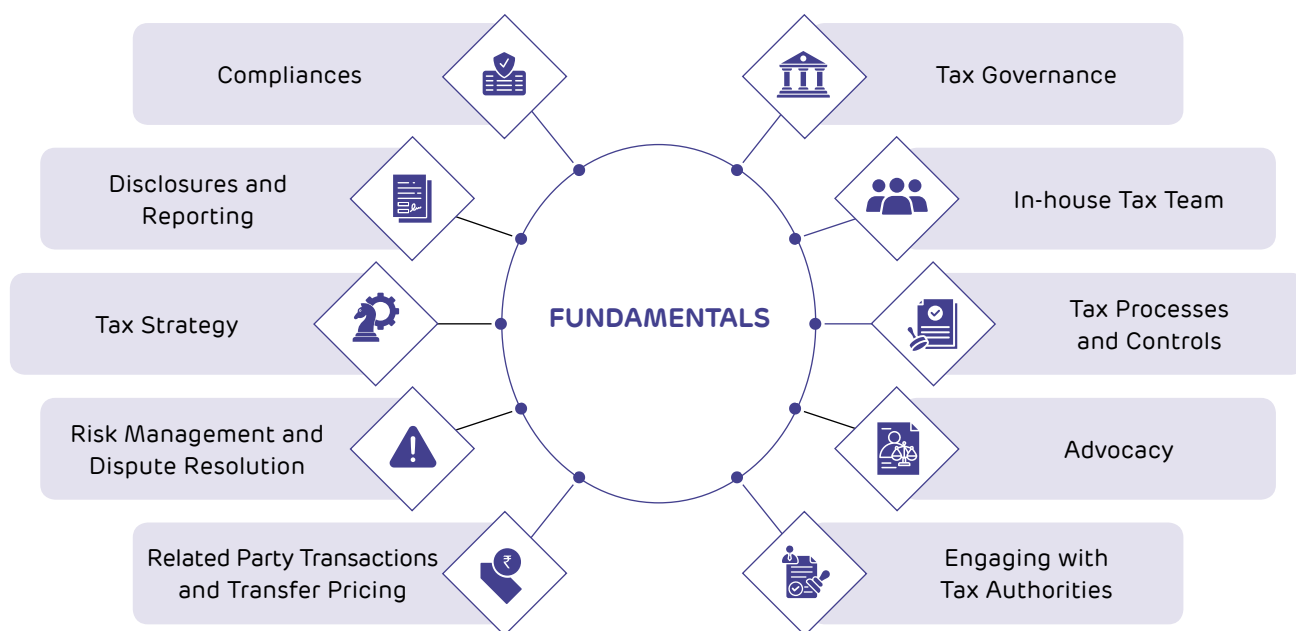 Compliances
Tax Governance
Disclosures and
Reporting
In-house Tax Team
Tax Strategy
FUNDAMENTALS
Tax Processes
and Controls
Risk Management and
Dispute Resolution
Advocacy
Related Party Transactions
and Transfer Pricing
₹
Engaging with
Tax Authorities